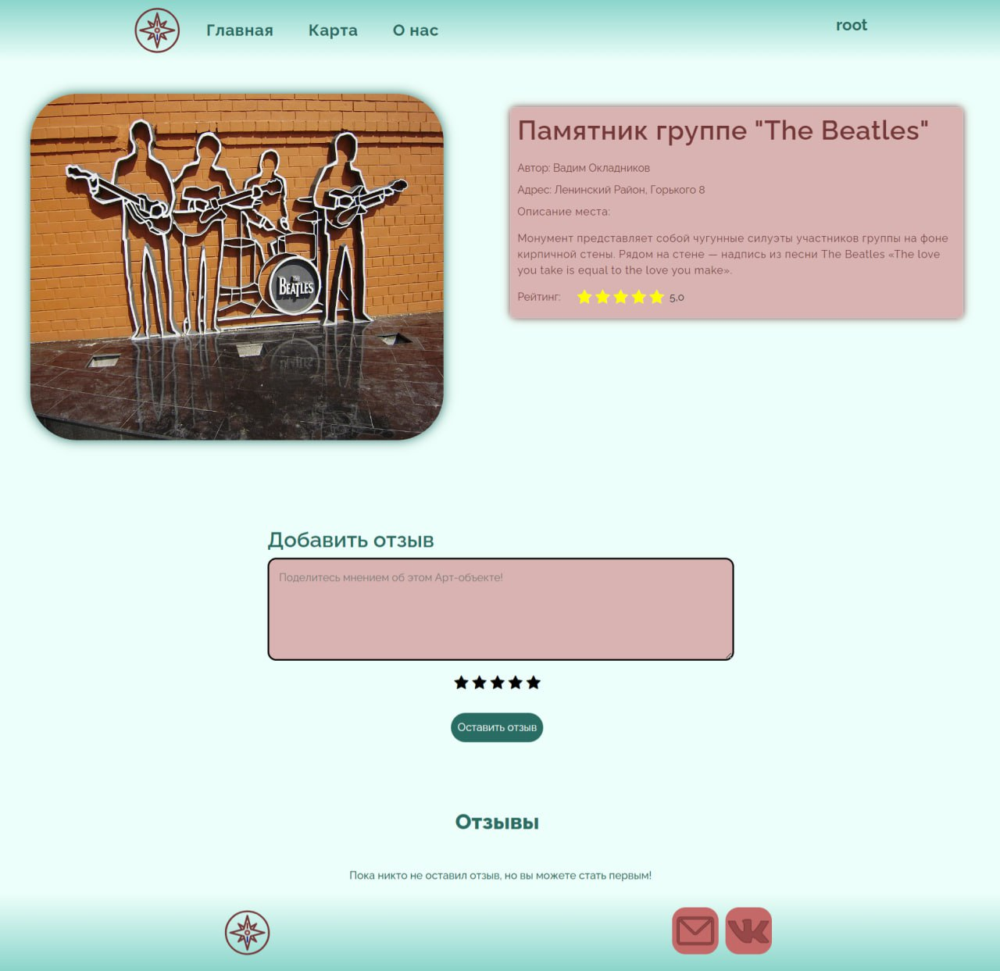 Главная Карта О нас root
Памятник группе "The Beatles"
Автор: Вадим Окладников
Адрес: Ленинский Район, Горького 8
Описание места:
Монумент представляет собой чугунные силуэты участников группы на фоне
кирпичной стены. Рядом на стене — надпись из песни The Beatles «The love
you take is equal to the love you make».
Рейтинг: 5,0
THE
BEATLES
Добавить отзыв
Поделитесь мнением об этом Арт-объекте!
Оставить отзыв
Отзывы
Пока никто не оставил отзыв, но вы можете стать первым!